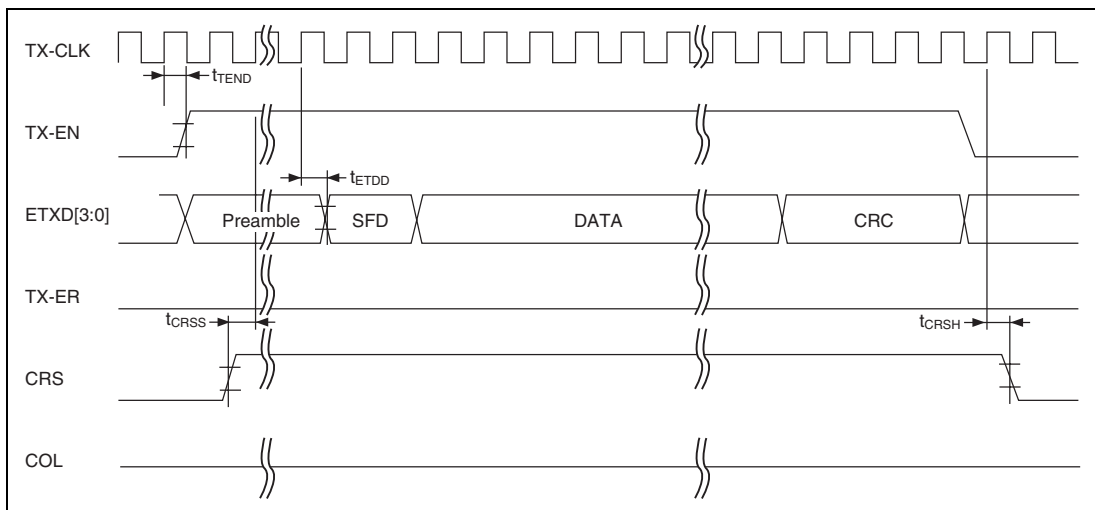 TX-CLK
tTEND
TX-EN
tETDD
ETXD[3:0]
Preamble
SFD
DATA
CRC
TX-ER
tCRSS
tCRSH
CRS
COL